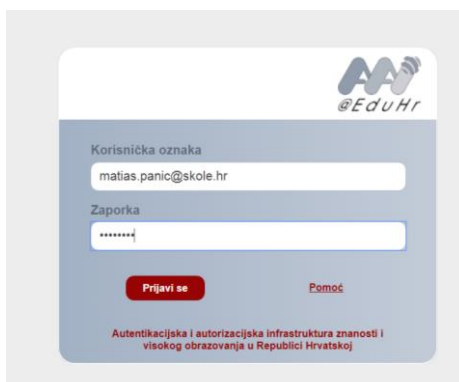 AAI
@EduHr
Korisnička oznaka
matias.panic@skole.hr
Zaporka
••••••••
Prijavi se
Pomoć
Autentikacijska i autorizacijska infrastruktura znanosti i
visokog obrazovanja u Republici Hrvatskoj